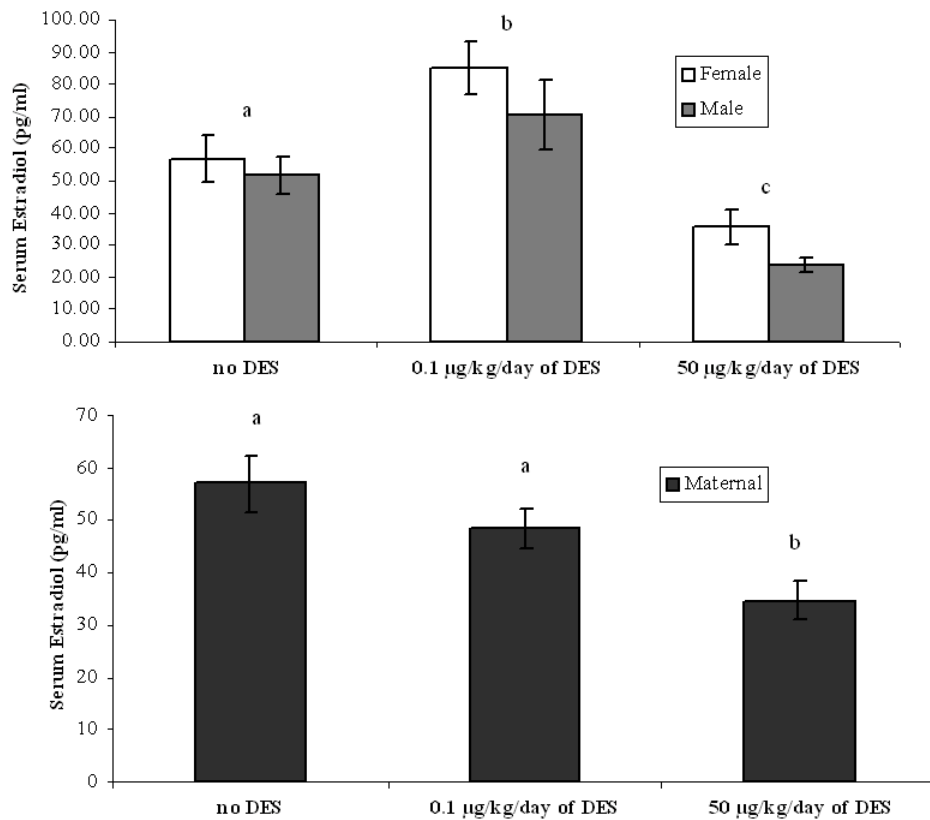 100.00
90.00
80.00
70.00
60.00
50.00
40.00
30.00
20.00
10.00
0.00
Serum Estradiol (pg/ml)
a
b
c
Female
Male
no DES
0.1 µg/kg/day of DES
50 µg/kg/day of DES
70
60
50
40
30
20
10
0
Serum Estradiol (pg/ml)
a
a
b
Maternal
no DES
0.1 µg/kg/day of DES
50 µg/kg/day of DES